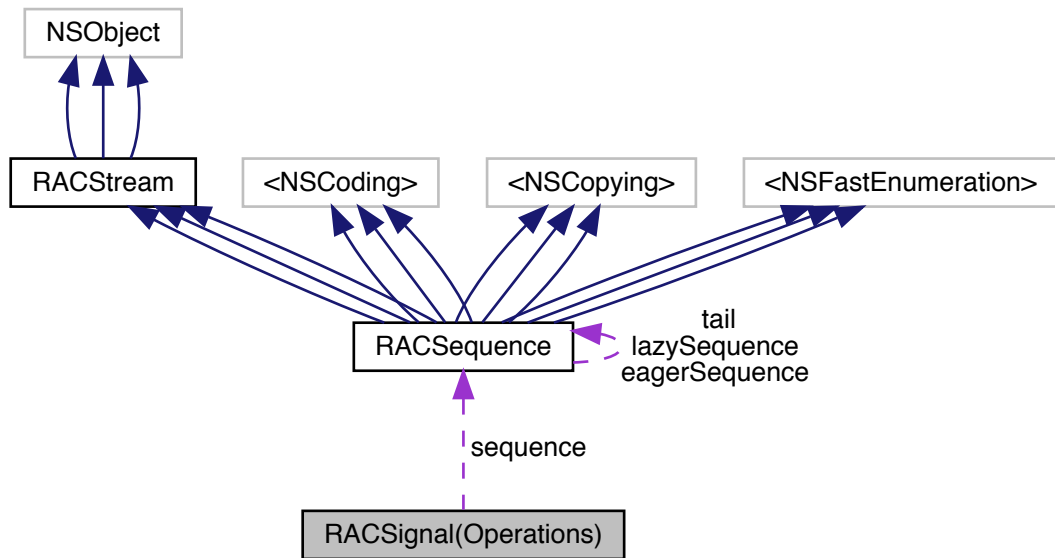 NSObject
RACStream
<NSCoding>
<NSCopying>
<NSFastEnumeration>
RACSequence
tail
lazySequence
eagerSequence
sequence
RACSignal(Operations)